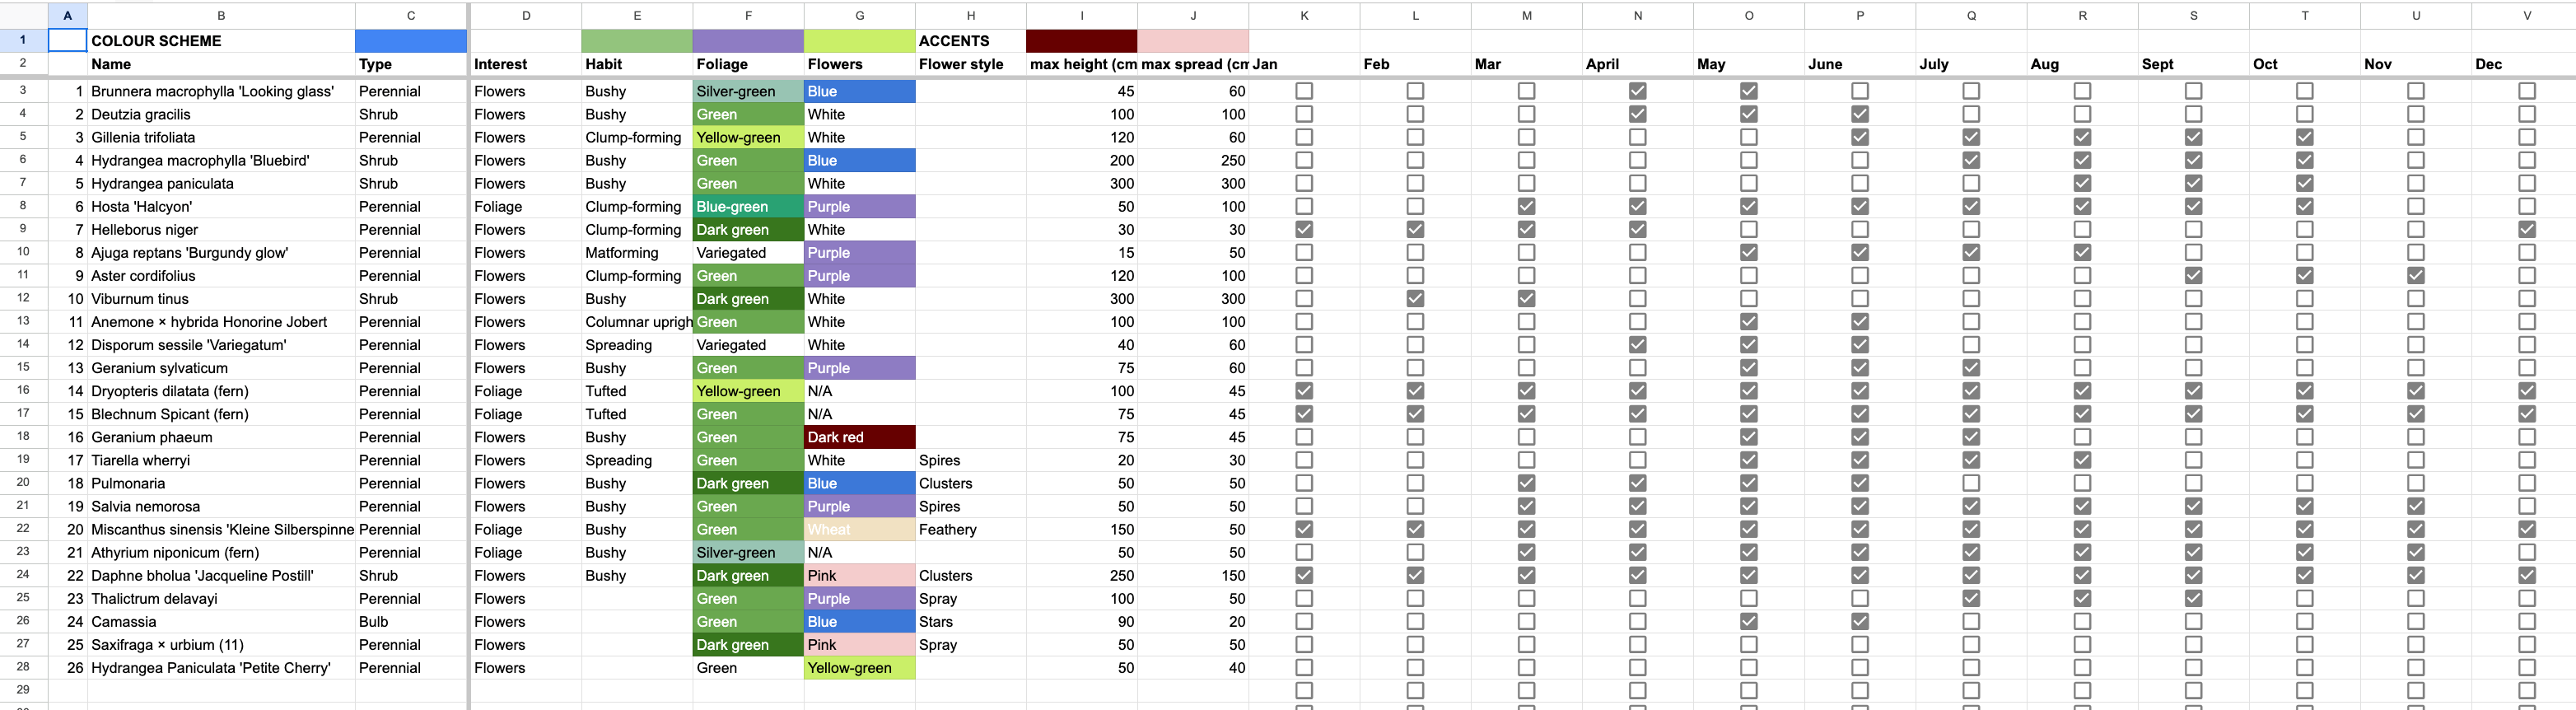 A B C D E F G H I J K L M N O P Q R S T U V
1 COLOUR SCHEME ACCENTS
2 Name Type Interest Habit Foliage Flowers Flower style max height (cm max spread (cm Jan Feb Mar April May June July Aug Sept Oct Nov Dec
3 1 Brunnera macrophylla 'Looking glass' Perennial Flowers Bushy Silver-green Blue 45 60
4 2 Deutzia gracilis Shrub Flowers Bushy Green White 100 100
5 3 Gillenia trifoliata Perennial Flowers Clump-forming Yellow-green White 120 60
6 4 Hydrangea macrophylla 'Bluebird' Shrub Flowers Bushy Green Blue 200 250
7 5 Hydrangea paniculata Shrub Flowers Bushy Green White 300 300
8 6 Hosta 'Halcyon' Perennial Foliage Clump-forming Blue-green Purple 50 100
9 7 Helleborus niger Perennial Flowers Clump-forming Dark green White 30 30
10 8 Ajuga reptans 'Burgundy glow' Perennial Flowers Matforming Variegated Purple 15 50
11 9 Aster cordifolius Perennial Flowers Clump-forming Green Purple 120 100
12 10 Viburnum tinus Shrub Flowers Bushy Dark green White 300 300
13 11 Anemone × hybrida Honorine Jobert Perennial Flowers Columnar uprigh Green White 100 100
14 12 Disporum sessile 'Variegatum' Perennial Flowers Spreading Variegated White 40 60
15 13 Geranium sylvaticum Perennial Flowers Bushy Green Purple 75 60
16 14 Dryopteris dilatata (fern) Perennial Foliage Tufted Yellow-green N/A 100 45
17 15 Blechnum Spicant (fern) Perennial Foliage Tufted Green N/A 75 45
18 16 Geranium phaeum Perennial Flowers Bushy Green Dark red 75 45
19 17 Tiarella wherryi Perennial Flowers Spreading Green White Spires 20 30
20 18 Pulmonaria Perennial Flowers Bushy Dark green Blue Clusters 50 50
21 19 Salvia nemorosa Perennial Flowers Bushy Green Purple Spires 50 50
22 20 Miscanthus sinensis 'Kleine Silberspinne Perennial Foliage Bushy Green Wheat Feathery 150 50
23 21 Athyrium niponicum (fern) Perennial Foliage Bushy Silver-green N/A 50 50
24 22 Daphne bholua 'Jacqueline Postill' Shrub Flowers Bushy Dark green Pink Clusters 250 150
25 23 Thalictrum delavayi Perennial Flowers Green Purple Spray 100 50
26 24 Camassia Bulb Flowers Green Blue Stars 90 20
27 25 Saxifraga × urbium (11) Perennial Flowers Dark green Pink Spray 50 50
28 26 Hydrangea Paniculata 'Petite Cherry' Perennial Flowers Green Yellow-green 50 40
29